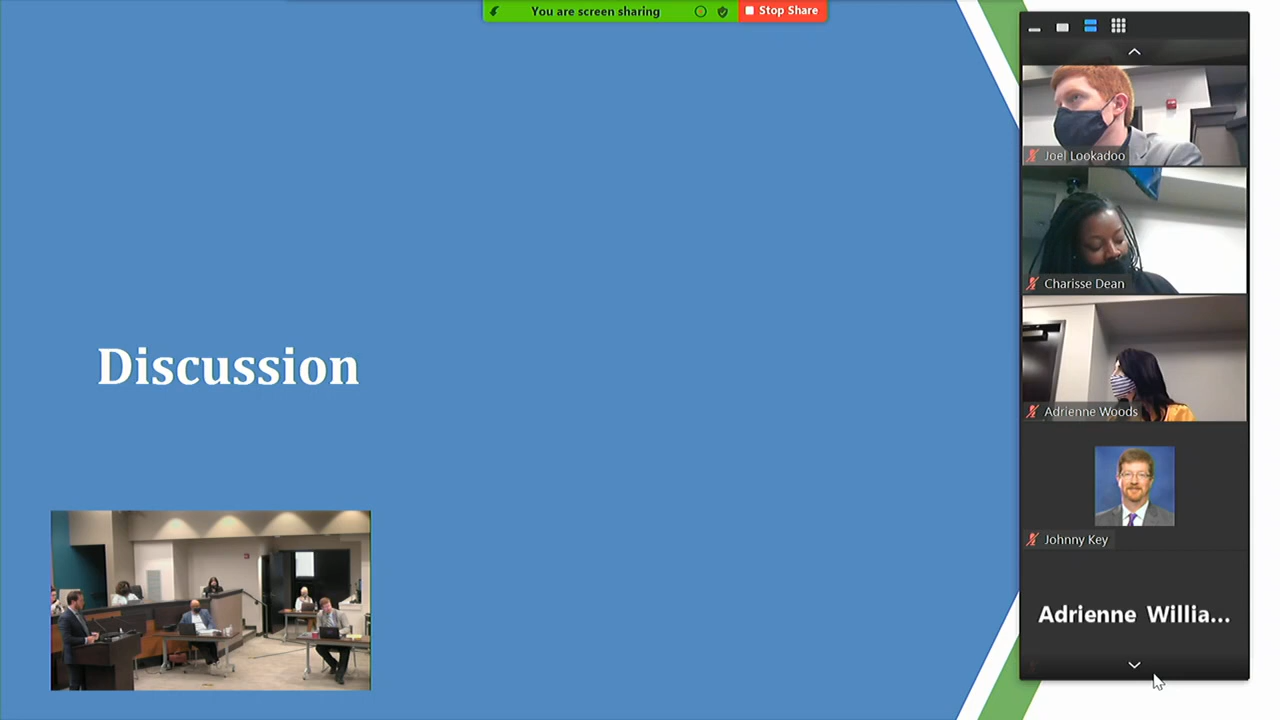 You are screen sharing
Stop Share
Joel Lookadoo
Charisse Dean
Discussion
Adrienne Woods
Johnny Key
Adrienne Willia...